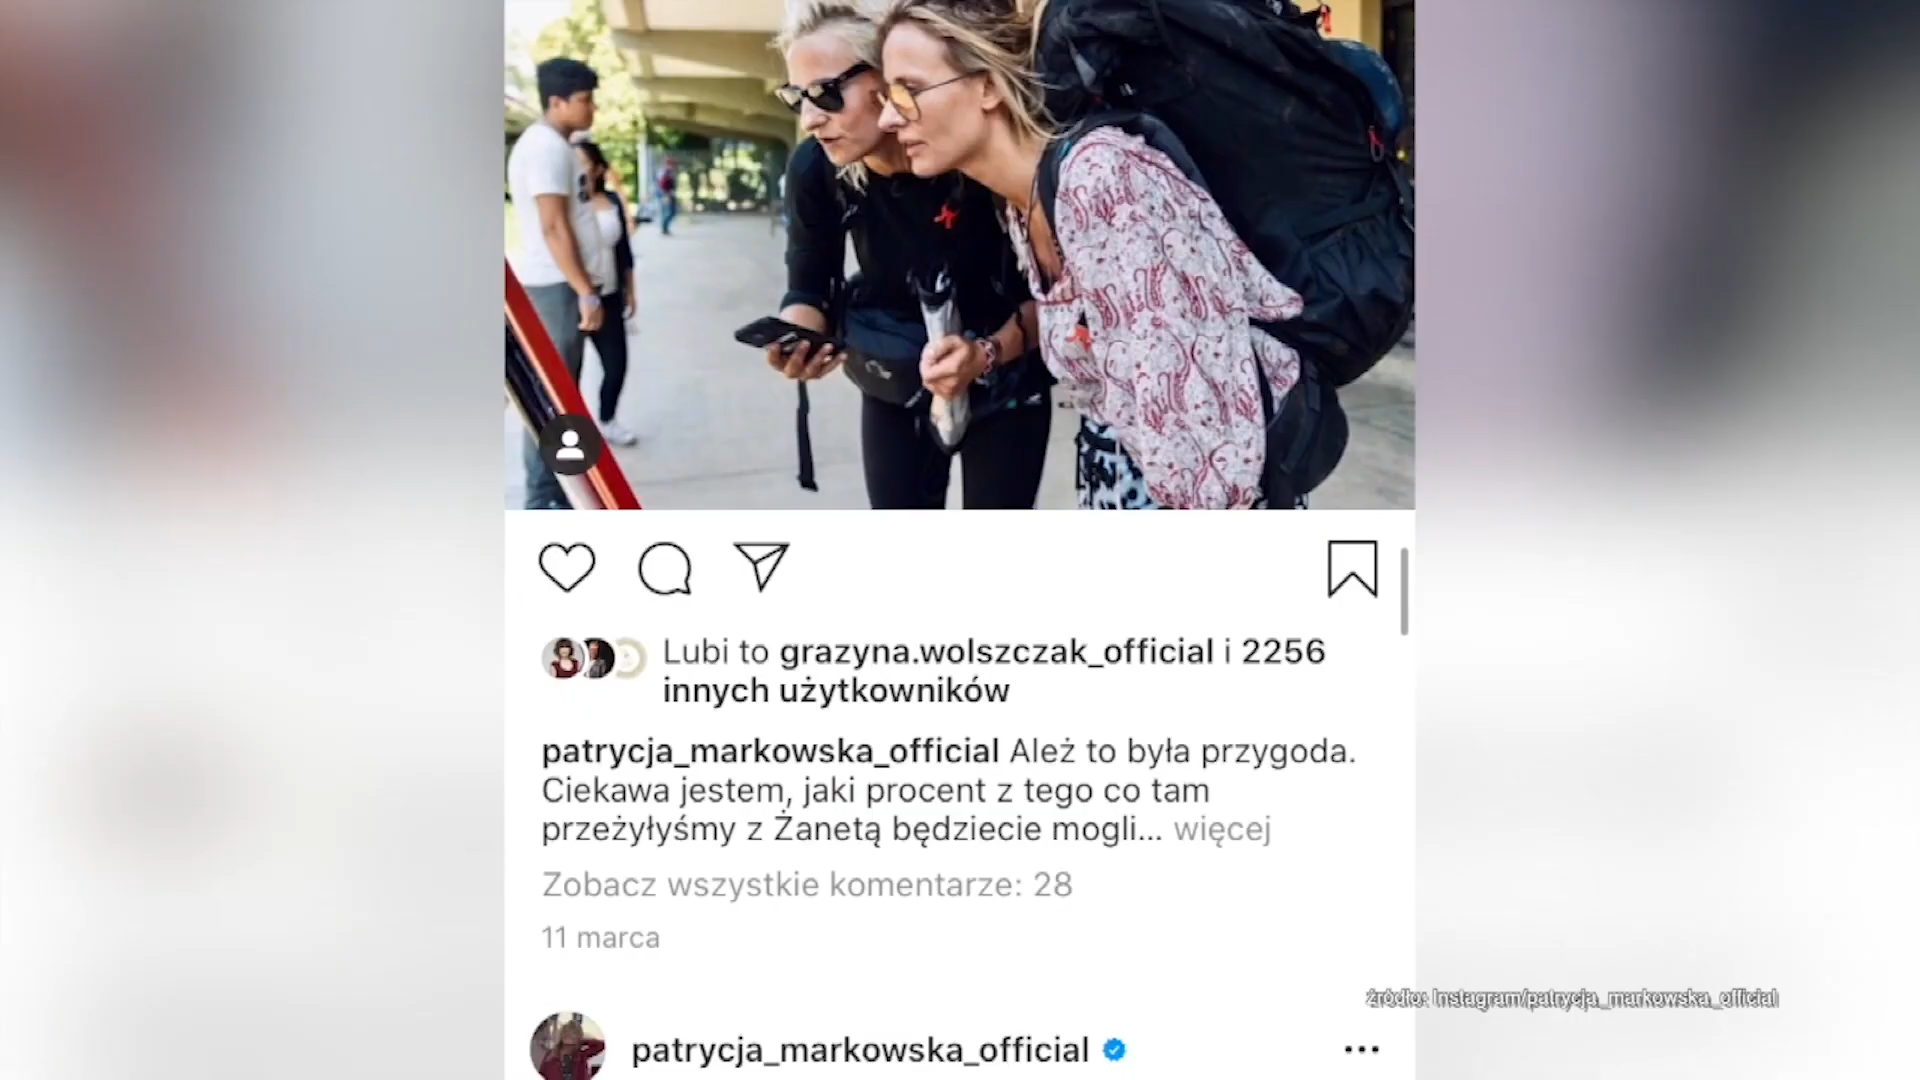 Lubi to grazyna.wolszczak_official i 2256
innych użytkowników
patrycja_markowska_official Ależ to była przygoda.
Ciekawa jestem, jaki procent z tego co tam
przeżyłyśmy z Żanetą będziecie mogli... więcej
Zobacz wszystkie komentarze: 28
11 marca
źródło: Instagram/patrycja_markowska_official
patrycja_markowska_official